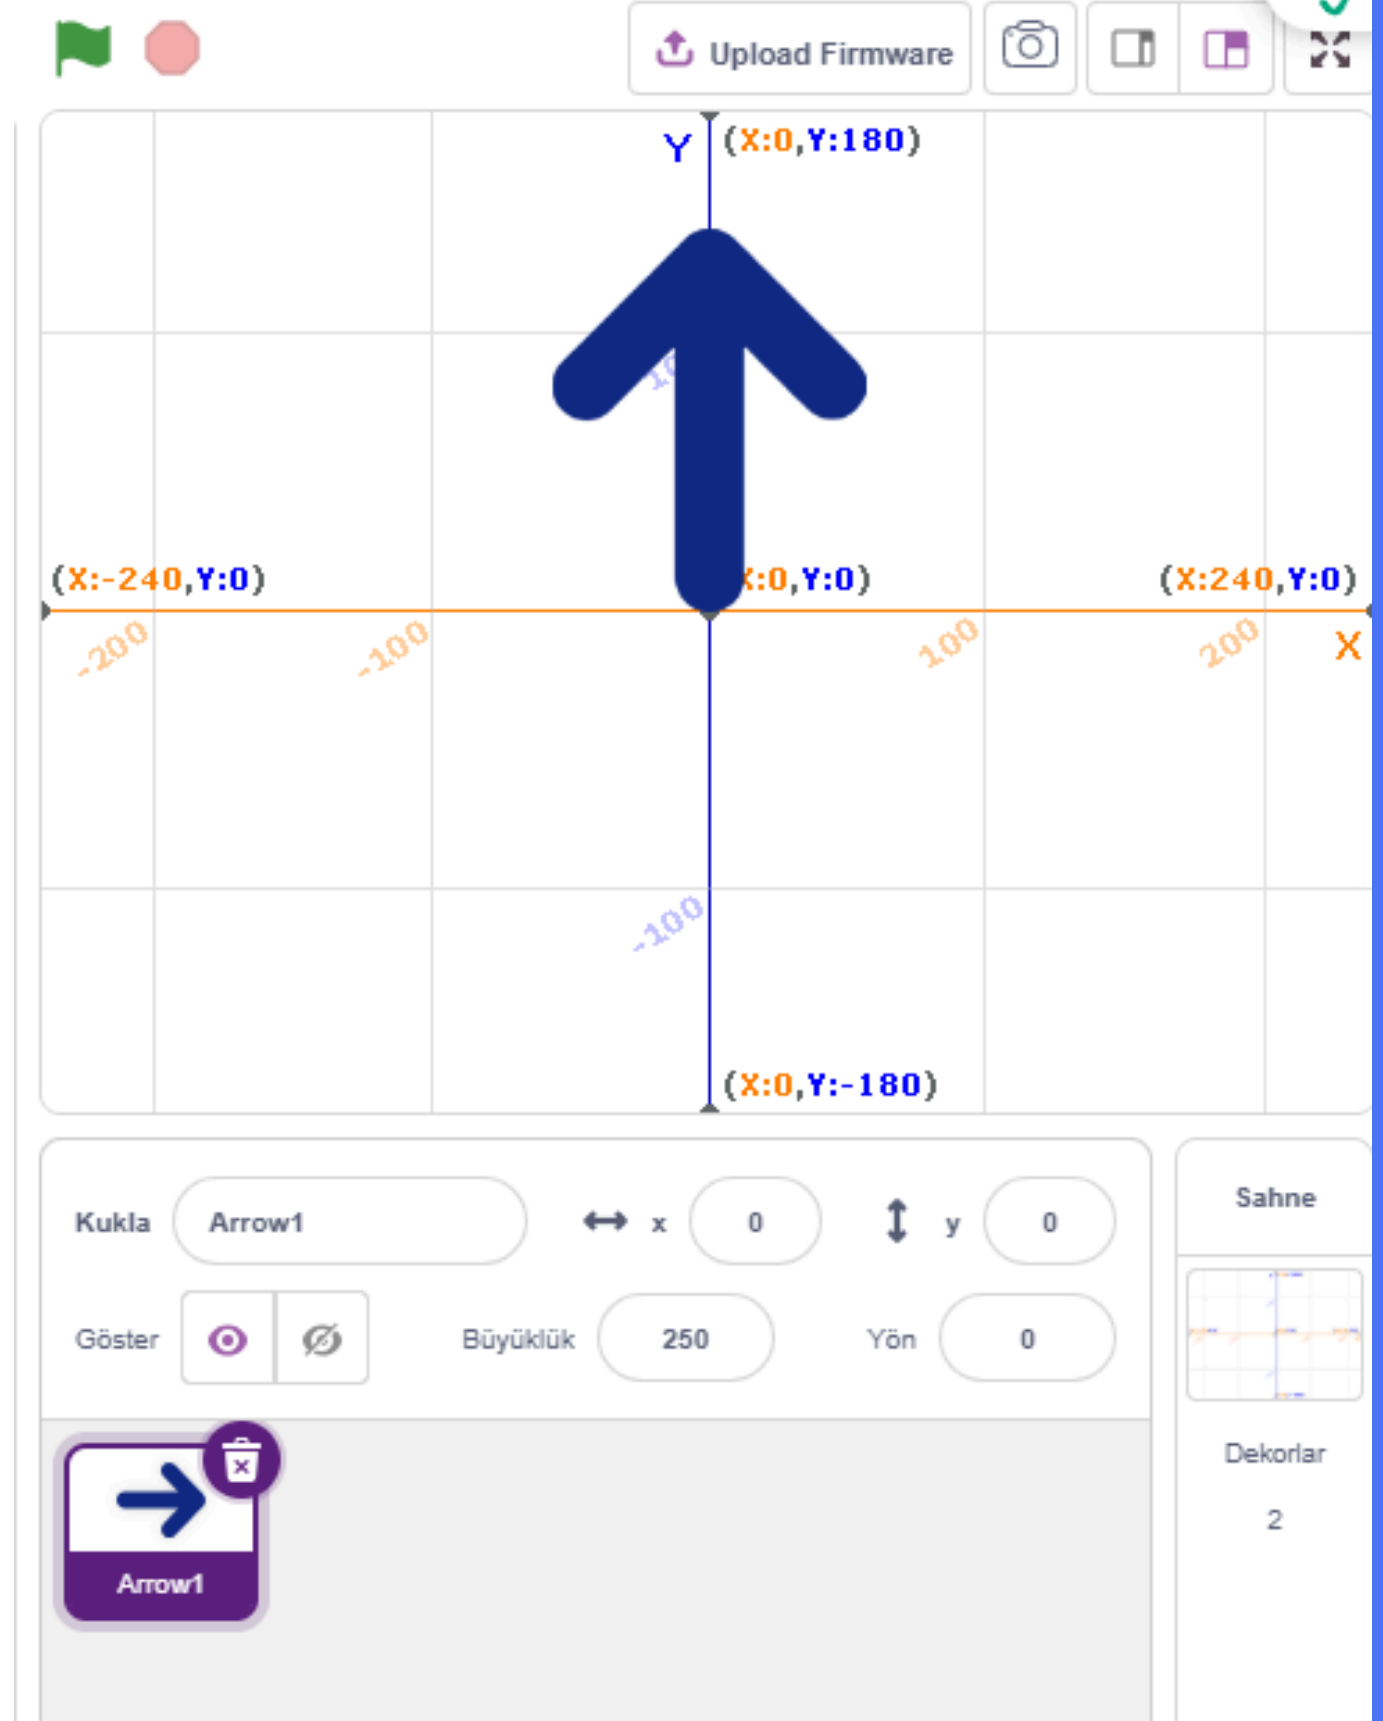 Upload Firmware
Y (X:0,Y:180)
(X:-240,Y:0) X:0,Y:0) (X:240,Y:0)
-200 -100 100 200 X
-100
(X:0,Y:-180)
Kukla Arrow1 x 0 y 0
Göster Büyüklük 250 Yön 0
Arrow1
Sahne
Dekorlar
2